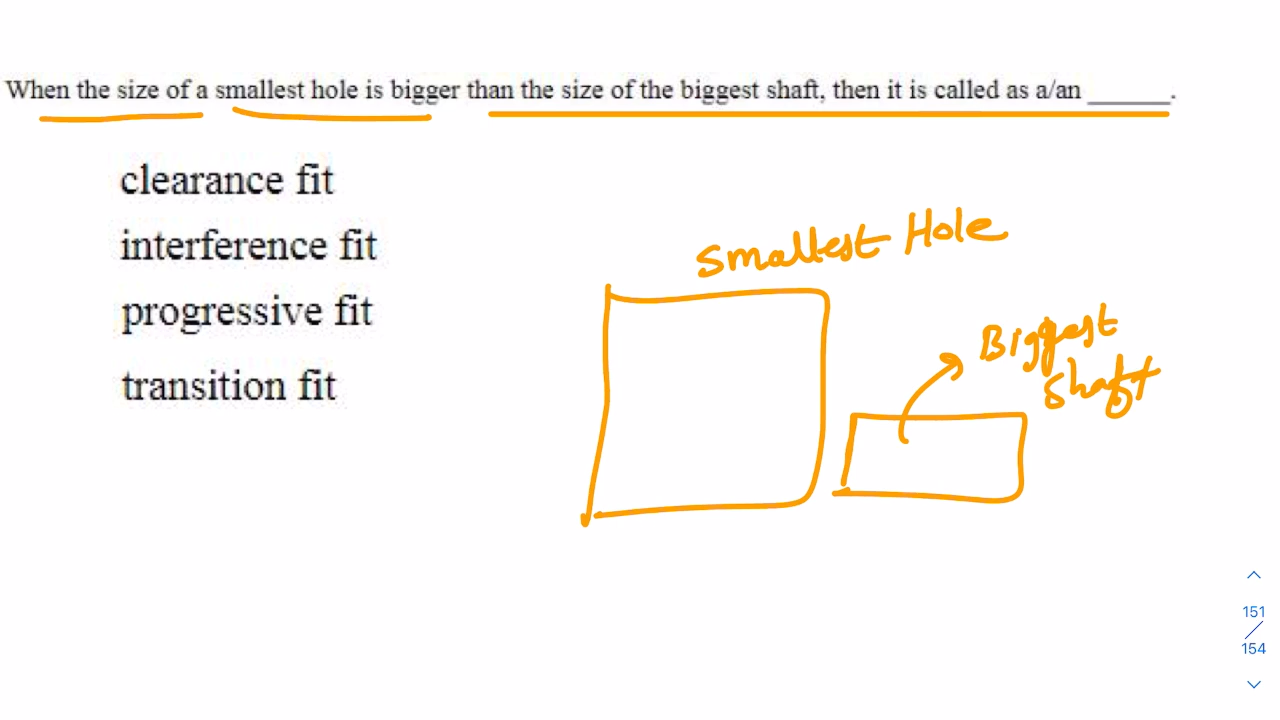 When the size of a smallest hole is bigger than the size of the biggest shaft, then it is called as a/an ______.
clearance fit
interference fit
progressive fit
transition fit
Smallest Hole
Biggest
Shaft
151
154